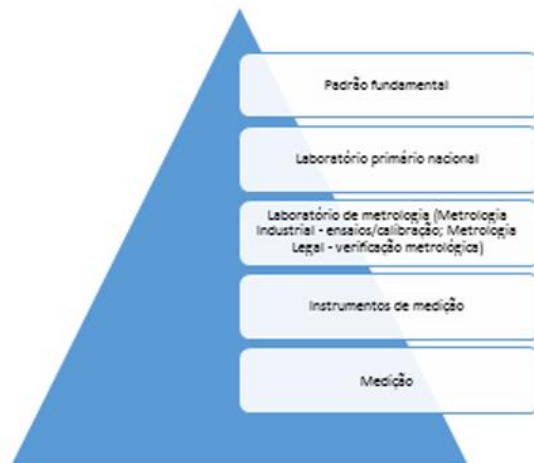 Padrão fundamental
Laboratório primário nacional
Laboratório de metrologia (Metrologia
Industrial - ensaios/calibração; Metrologia
Legal - verificação metrológica)
Instrumentos de medição
Medição